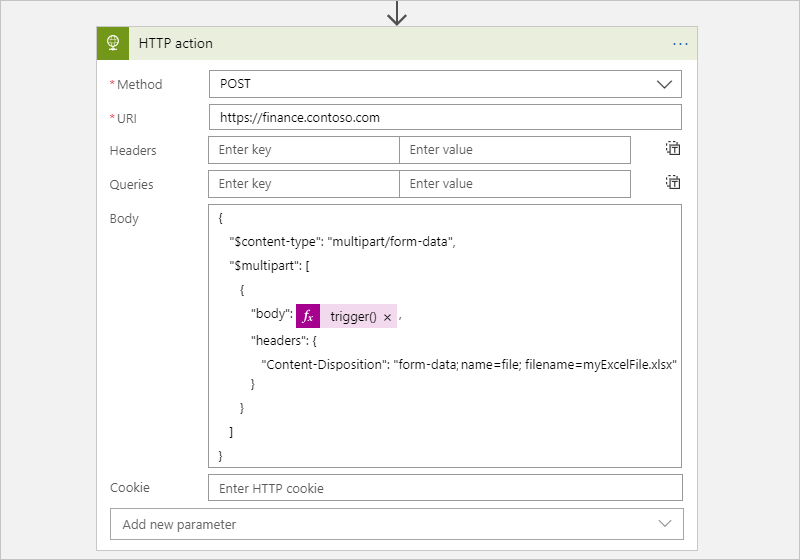 HTTP action
*Method POST
*URI https://finance.contoso.com
Headers Enter key Enter value
Queries Enter key Enter value
Body {
"$content-type": "multipart/form-data",
"$multipart": [
{
"body": fx trigger() × ,
"headers": {
"Content-Disposition": "form-data; name=file; filename=myExcelFile.xlsx"
}
}
]
}
Cookie Enter HTTP cookie
Add new parameter